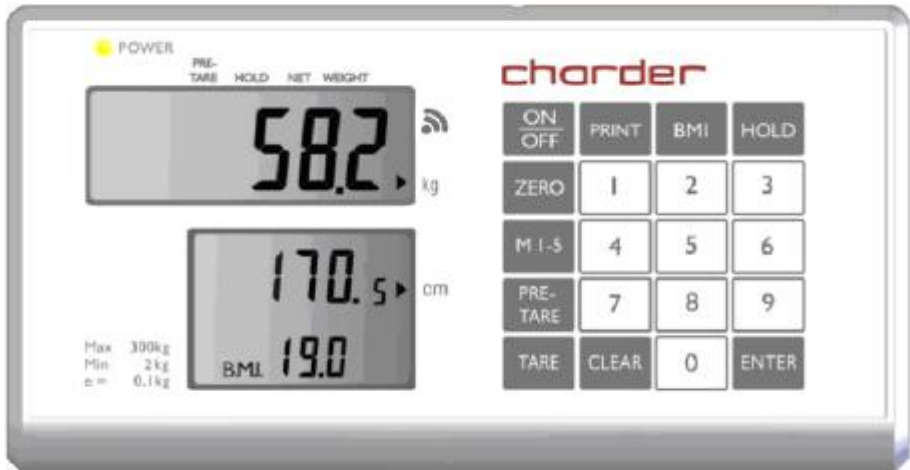 POWER
PRE-
TARE HOLD NET WEIGHT
58.2
kg
170.5 cm
B.M.I. 19.0
Max 300kg
Min 2kg
e = 0.1kg
charder
ON
OFF
PRINT
BMI
HOLD
ZERO
1
2
3
M 1-5
4
5
6
PRE-
TARE
7
8
9
TARE
CLEAR
0
ENTER